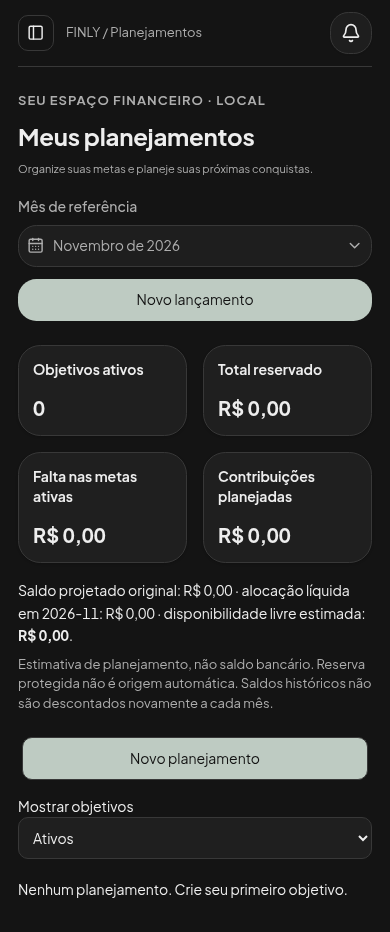 FINLY / Planejamentos
SEU ESPAÇO FINANCEIRO · LOCAL
Meus planejamentos
Organize suas metas e planeje suas próximas conquistas.
Mês de referência
Novembro de 2026
Novo lançamento
Objetivos ativos
0
Total reservado
R$ 0,00
Falta nas metas
ativas
R$ 0,00
Contribuições
planejadas
R$ 0,00
Saldo projetado original: R$ 0,00 · alocação líquida
em 2026-11: R$ 0,00 · disponibilidade livre estimada:
R$ 0,00.
Estimativa de planejamento, não saldo bancário. Reserva
protegida não é origem automática. Saldos históricos não
são descontados novamente a cada mês.
Novo planejamento
Mostrar objetivos
Ativos
Nenhum planejamento. Crie seu primeiro objetivo.